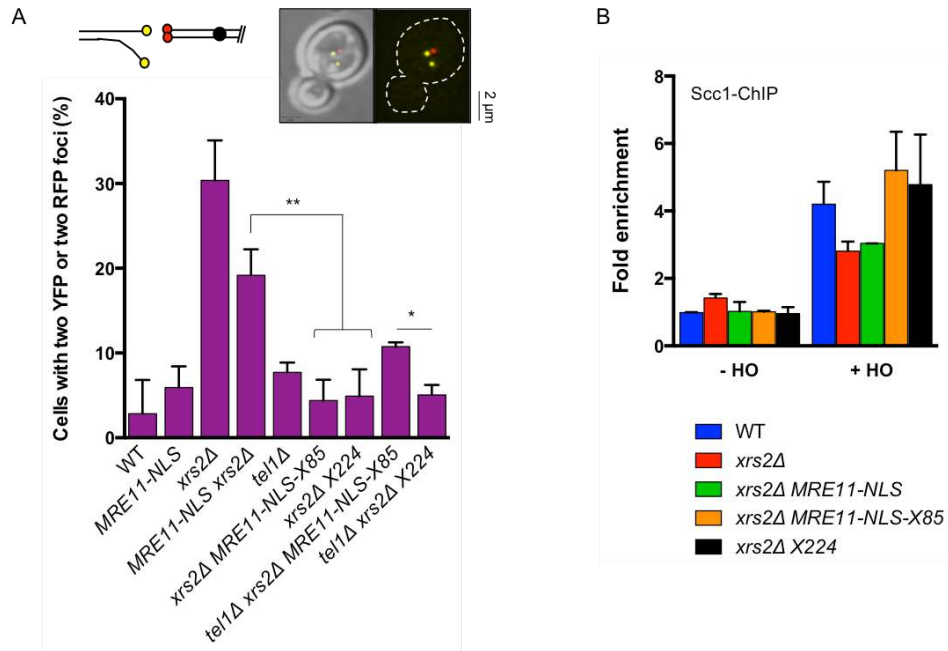 A
2 µm
Cells with two YFP or two RFP foci (%)
40
30
20
10
0
**
*
WT
MRE11-NLS
xrs2Δ
MRE11-NLS xrs2Δ
tel1Δ
xrs2Δ MRE11-NLS-X85
xrs2Δ X224
tel1Δ xrs2Δ MRE11-NLS-X85
tel1Δ xrs2Δ X224
B
Scc1-ChIP
Fold enrichment
8
6
4
2
0
- HO
+ HO
WT
xrs2Δ
xrs2Δ MRE11-NLS
xrs2Δ MRE11-NLS-X85
xrs2Δ X224